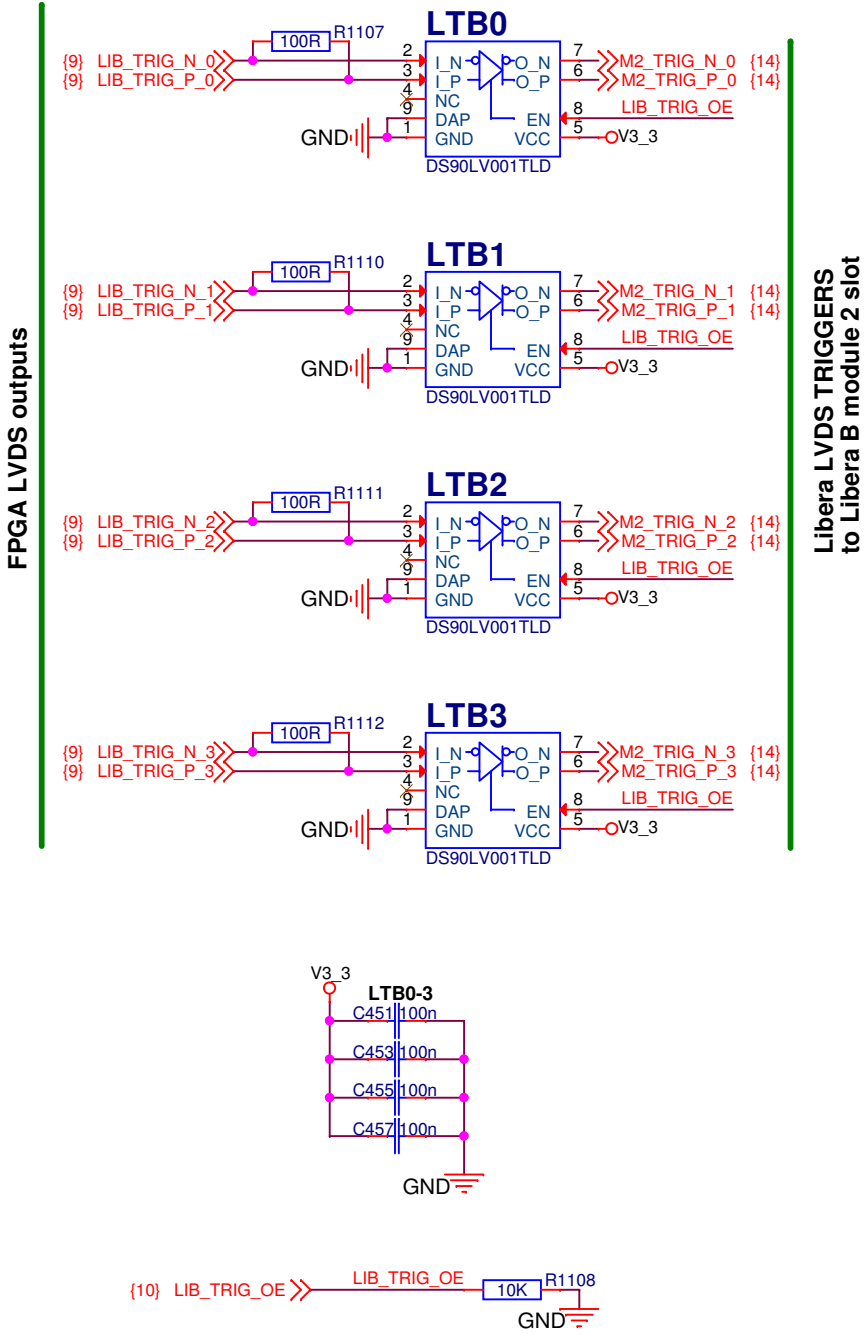 FPGA LVDS outputs
LTB0
R1107
100R
{9} LIB_TRIG_N_0 2 I_N O_N 7 M2_TRIG_N_0 {14}
{9} LIB_TRIG_P_0 3 I_P O_P 6 M2_TRIG_P_0 {14}
4 NC LIB_TRIG_OE
9 DAP EN 8
GND 1 GND VCC 5 V3_3
DS90LV001TLD
LTB1
R1110
100R
{9} LIB_TRIG_N_1 2 I_N O_N 7 M2_TRIG_N_1 {14}
{9} LIB_TRIG_P_1 3 I_P O_P 6 M2_TRIG_P_1 {14}
4 NC LIB_TRIG_OE
9 DAP EN 8
GND 1 GND VCC 5 V3_3
DS90LV001TLD
LTB2
R1111
100R
{9} LIB_TRIG_N_2 2 I_N O_N 7 M2_TRIG_N_2 {14}
{9} LIB_TRIG_P_2 3 I_P O_P 6 M2_TRIG_P_2 {14}
4 NC LIB_TRIG_OE
9 DAP EN 8
GND 1 GND VCC 5 V3_3
DS90LV001TLD
LTB3
R1112
100R
{9} LIB_TRIG_N_3 2 I_N O_N 7 M2_TRIG_N_3 {14}
{9} LIB_TRIG_P_3 3 I_P O_P 6 M2_TRIG_P_3 {14}
4 NC LIB_TRIG_OE
9 DAP EN 8
GND 1 GND VCC 5 V3_3
DS90LV001TLD
Libera LVDS TRIGGERS
to Libera B module 2 slot
V3_3
LTB0-3
C451 100n
C453 100n
C455 100n
C457 100n
GND
{10} LIB_TRIG_OE LIB_TRIG_OE 10K R1108
GND